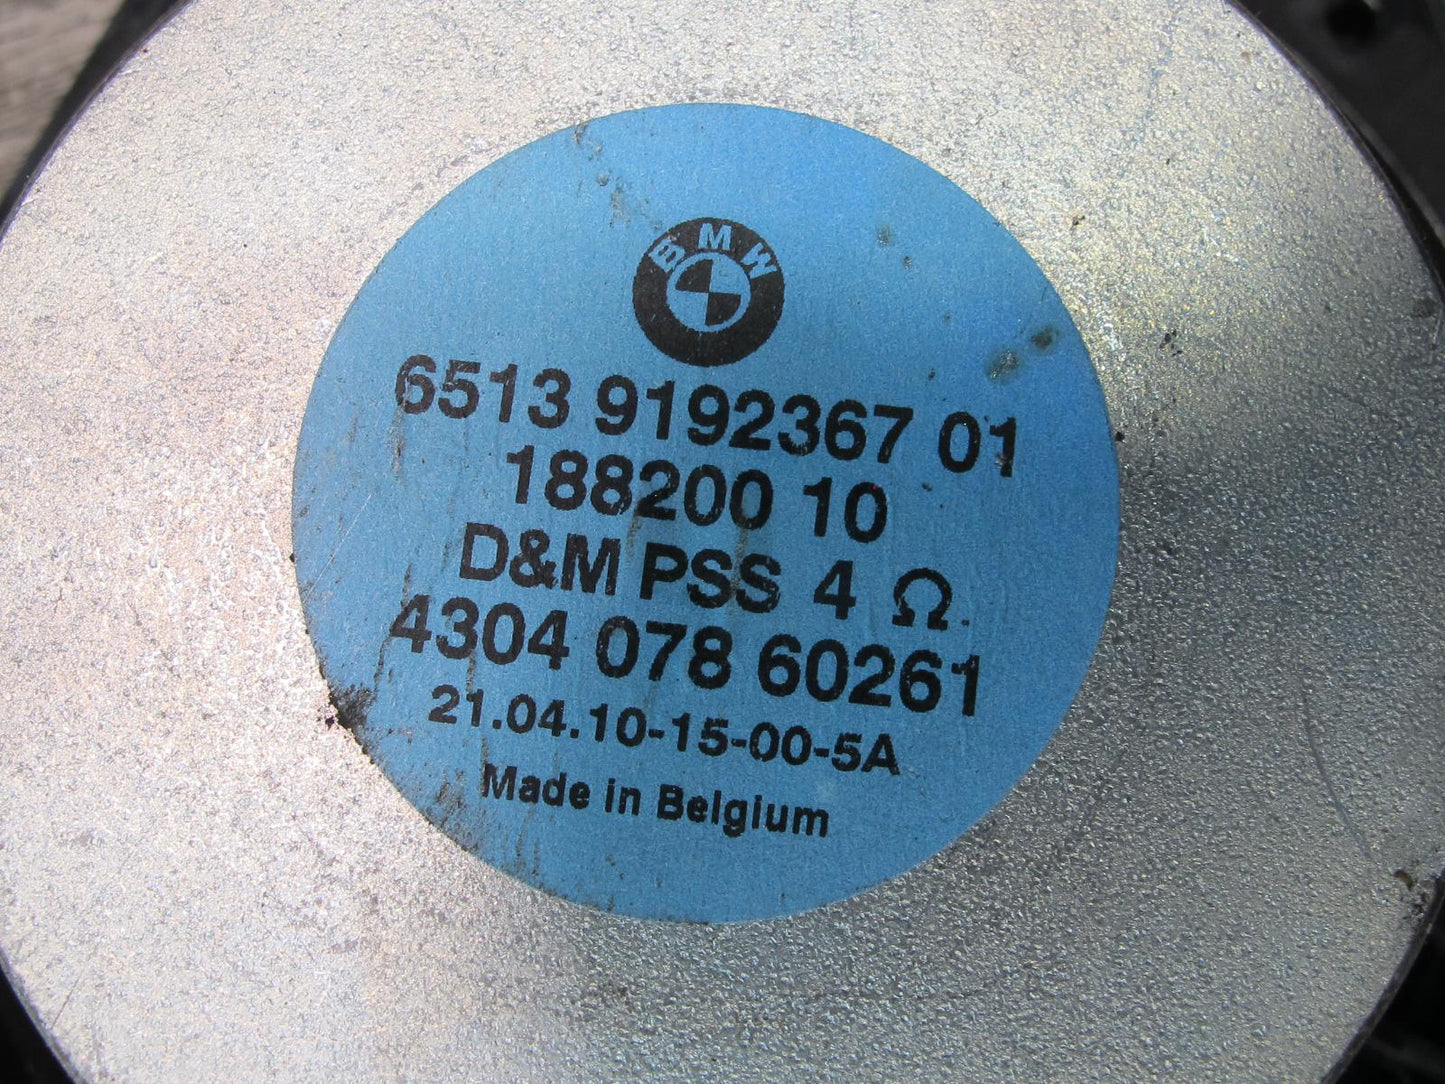 BMW
6513 9192367 01
188200 10
D&M PSS 4 Ω
4304 078 60261
21.04.10-15-00-5A
Made in Belgium